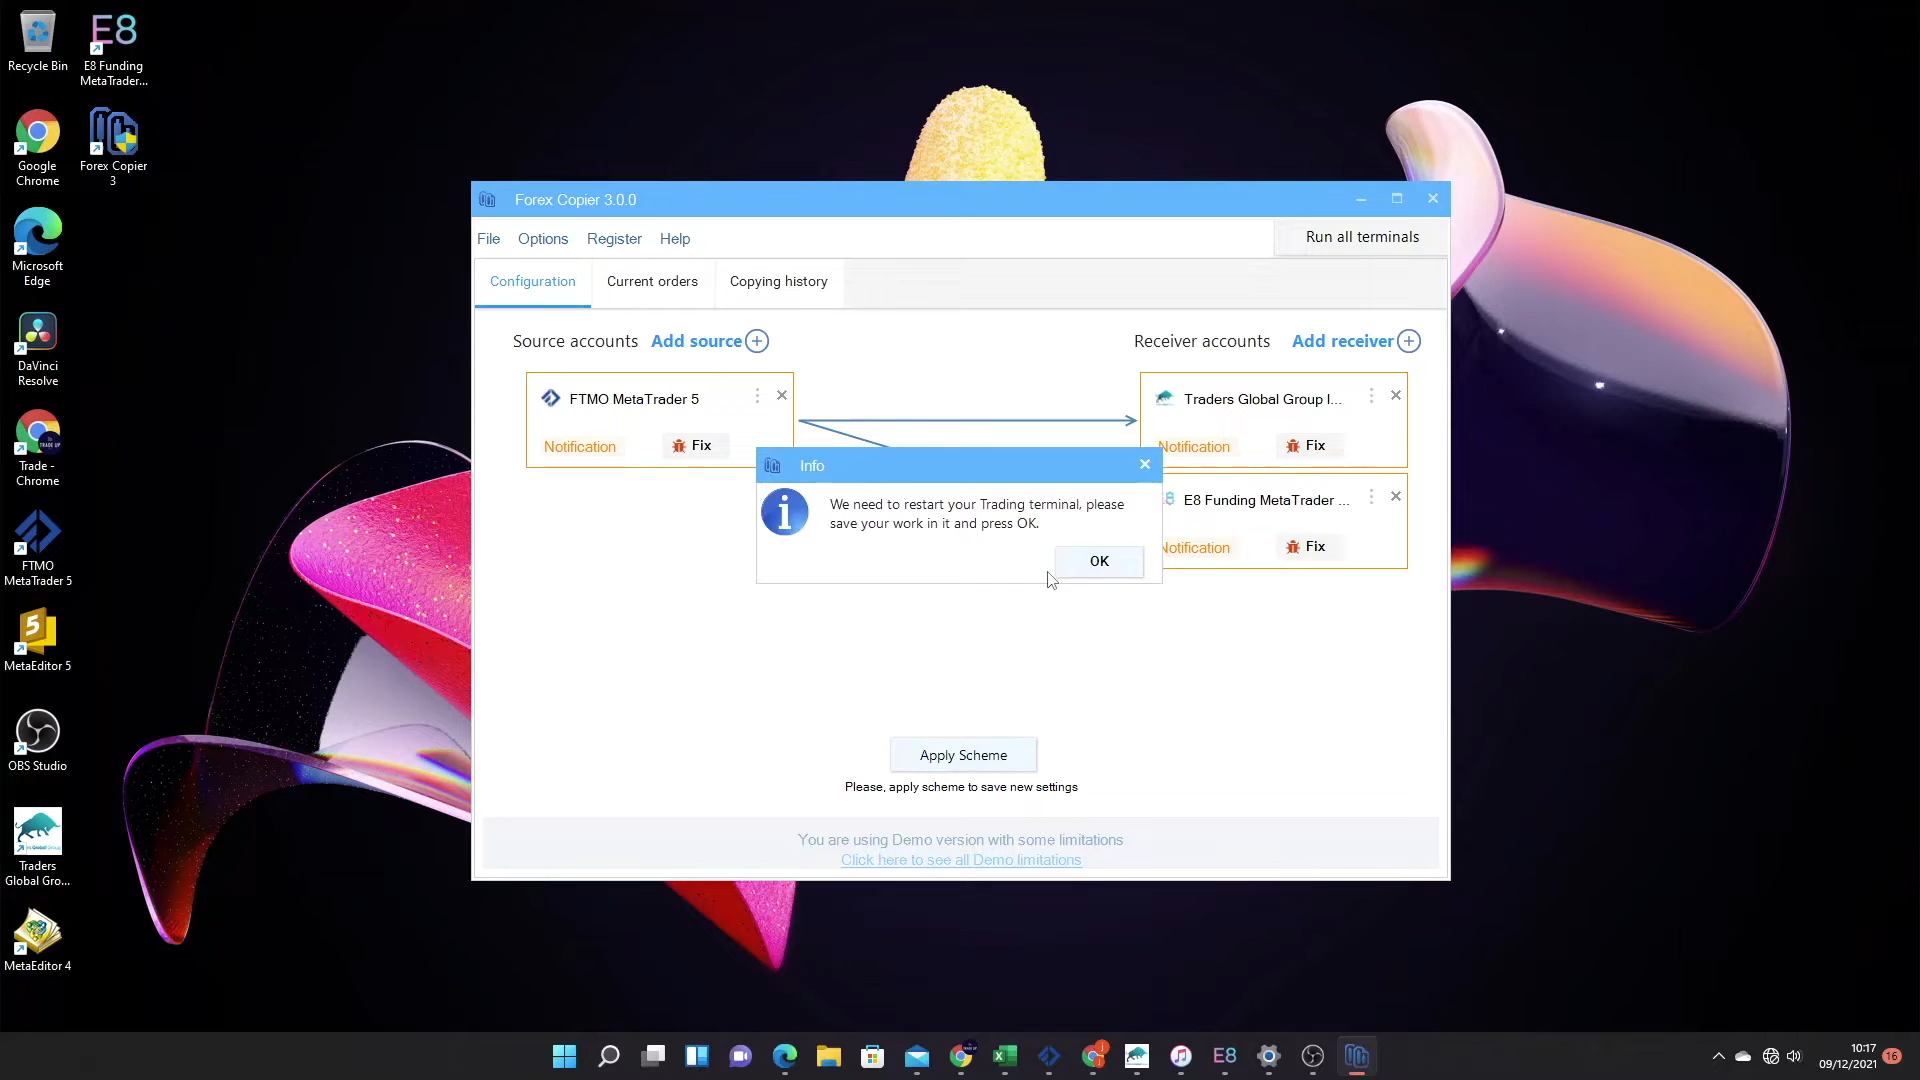 Recycle Bin
E8
E8 Funding
MetaTrader...
Google
Chrome
Forex Copier
3
Microsoft
Edge
DaVinci
Resolve
Trade -
Chrome
FTMO
MetaTrader 5
5
MetaEditor 5
OBS Studio
Traders
Global Gro...
MetaEditor 4
Forex Copier 3.0.0
File Options Register Help
Run all terminals
Configuration Current orders Copying history
Source accounts Add source
Receiver accounts Add receiver
FTMO MetaTrader 5
Notification Fix
Traders Global Group I...
Notification Fix
E8 Funding MetaTrader ...
Notification Fix
Info
We need to restart your Trading terminal, please
save your work in it and press OK.
OK
Apply Scheme
Please, apply scheme to save new settings
You are using Demo version with some limitations
Click here to see all Demo limitations
E8
10:17
09/12/2021
16